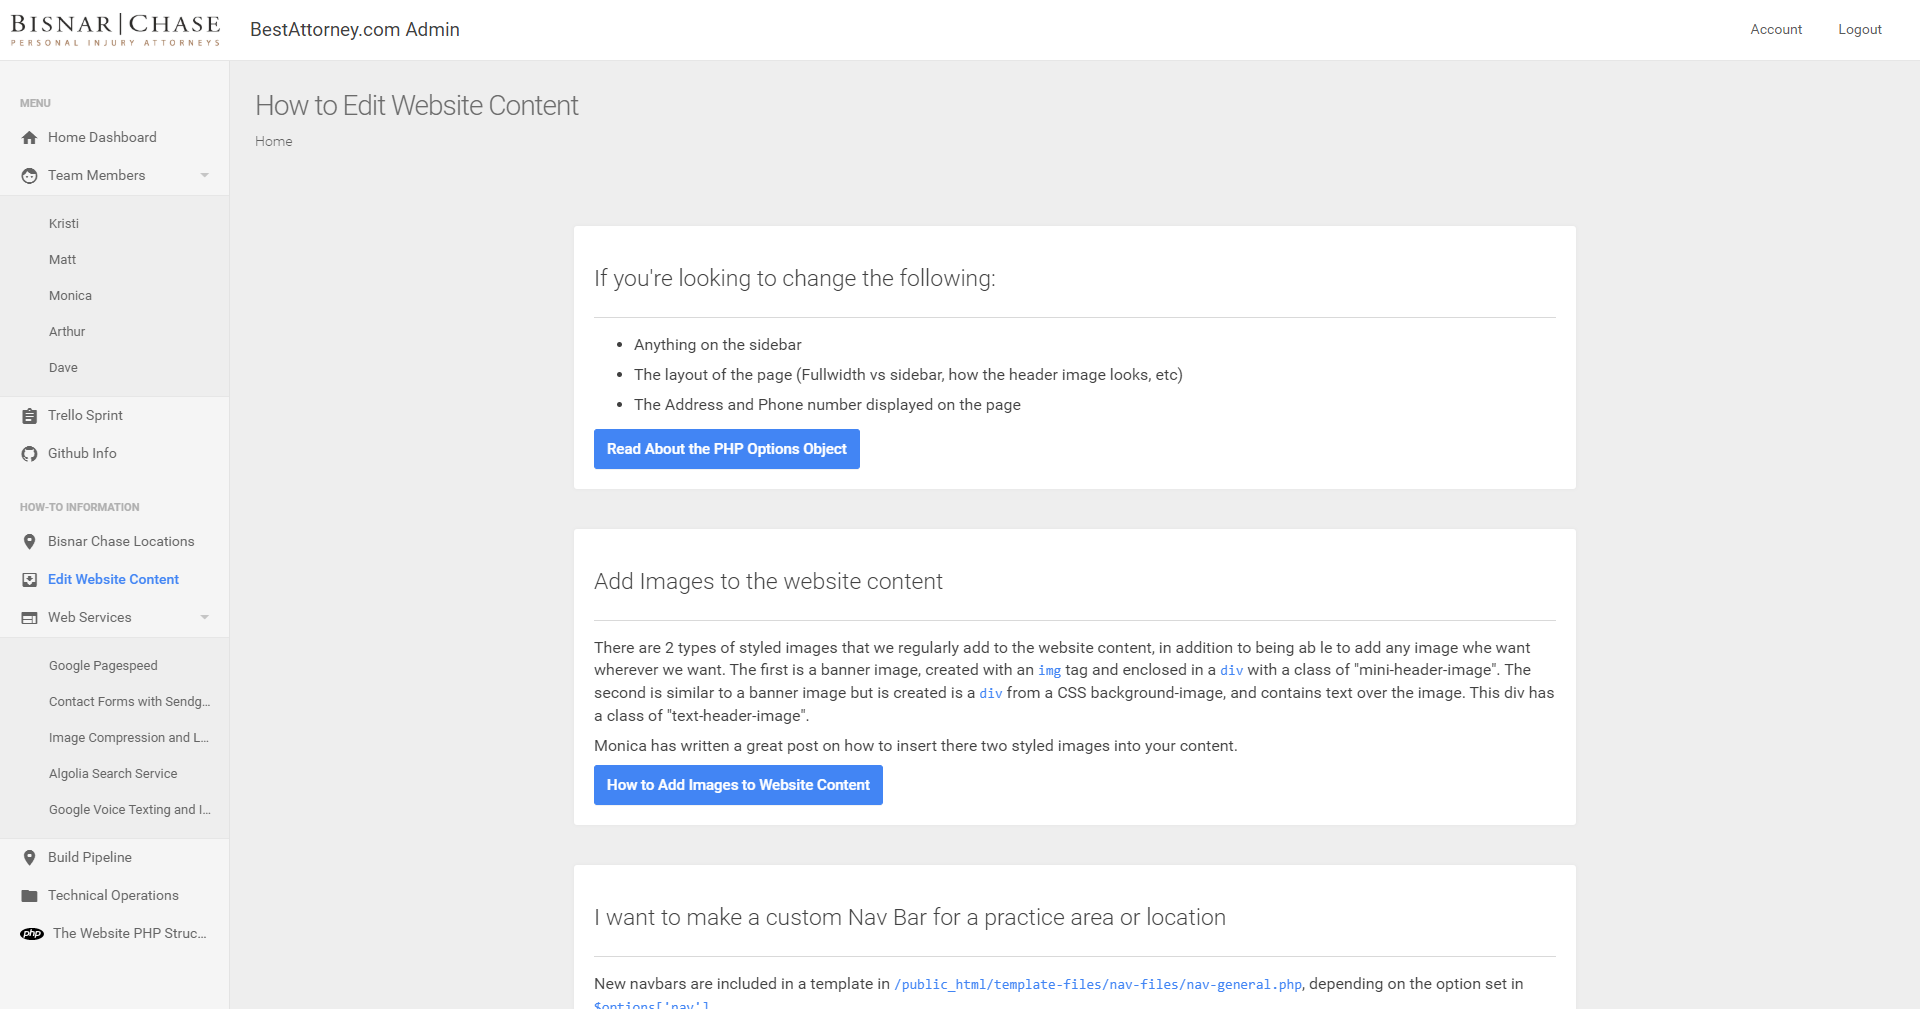 BISNAR|CHASE
PERSONAL INJURY ATTORNEYS
BestAttorney.com Admin
Account
Logout
MENU
Home Dashboard
Team Members
Kristi
Matt
Monica
Arthur
Dave
Trello Sprint
Github Info
HOW-TO INFORMATION
Bisnar Chase Locations
Edit Website Content
Web Services
Google Pagespeed
Contact Forms with Sendg...
Image Compression and L...
Algolia Search Service
Google Voice Texting and I...
Build Pipeline
Technical Operations
php The Website PHP Struc...
How to Edit Website Content
Home
If you're looking to change the following:
• Anything on the sidebar
• The layout of the page (Fullwidth vs sidebar, how the header image looks, etc)
• The Address and Phone number displayed on the page
Read About the PHP Options Object
Add Images to the website content
There are 2 types of styled images that we regularly add to the website content, in addition to being ab le to add any image whe want
wherever we want. The first is a banner image, created with an img tag and enclosed in a div with a class of "mini-header-image". The
second is similar to a banner image but is created is a div from a CSS background-image, and contains text over the image. This div has
a class of "text-header-image".
Monica has written a great post on how to insert there two styled images into your content.
How to Add Images to Website Content
I want to make a custom Nav Bar for a practice area or location
New navbars are included in a template in /public_html/template-files/nav-files/nav-general.php, depending on the option set in
$options['nav']